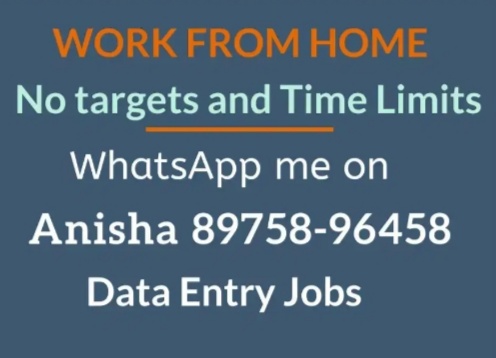 WORK FROM HOME
No targets and Time Limits
WhatsApp me on
Anisha 89758-96458
Data Entry Jobs